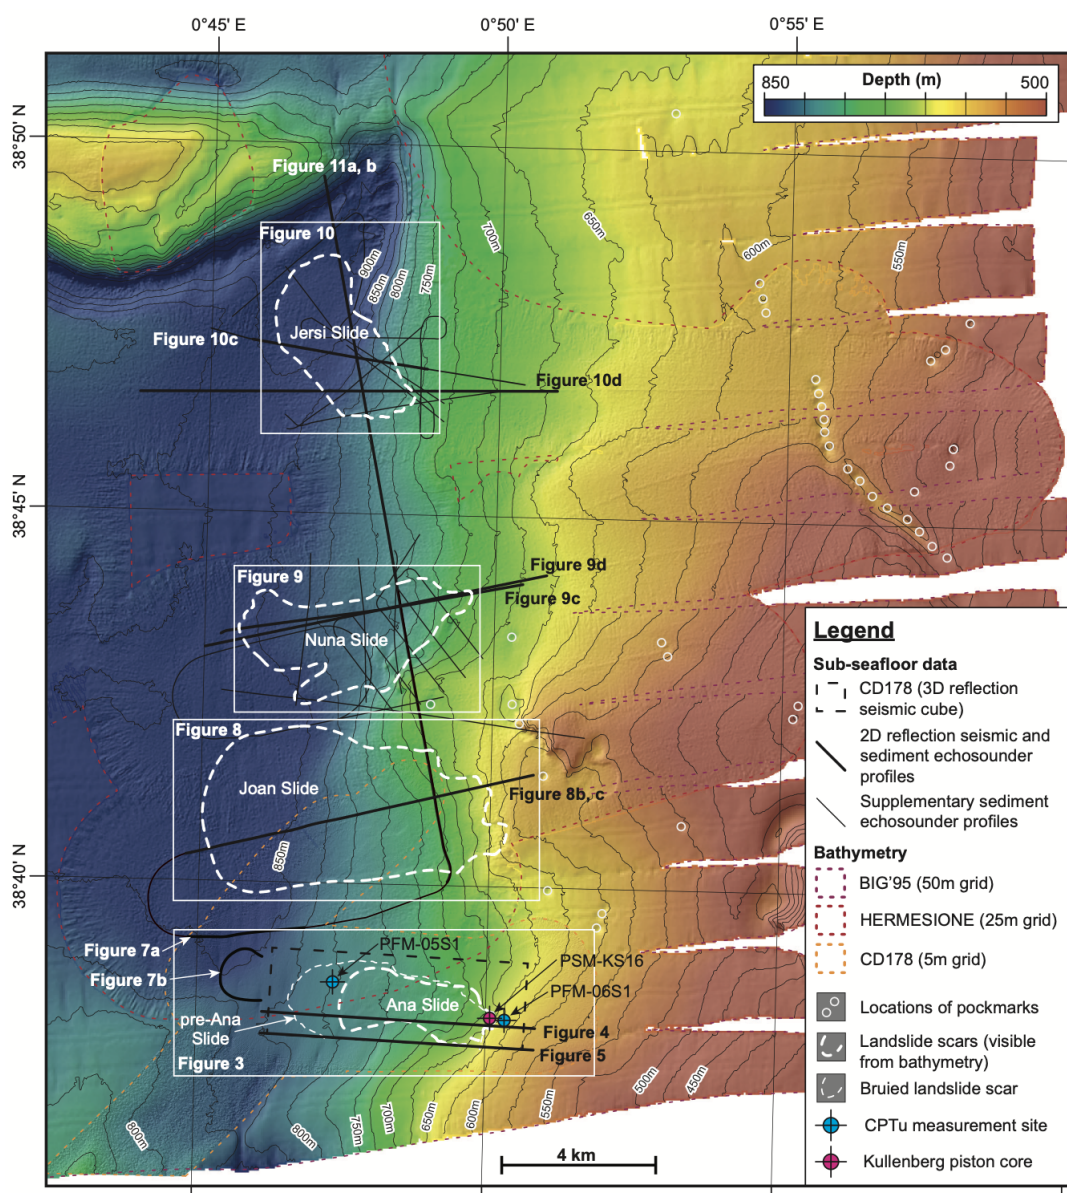 0°45' E
0°50' E
0°55' E
Depth (m)
850
500
38°50' N
Figure 11a, b
Figure 10
700m
650m
600m
550m
900m
850m
800m
750m
Jersi Slide
Figure 10c
Figure 10d
38°45' N
Figure 9d
Figure 9
Figure 9c
Nuna Slide
Figure 8
Joan Slide
Figure 8b, c
850m
38°40' N
Figure 7a
PFM-05S1
Figure 7b
PSM-KS16
PFM-06S1
Ana Slide
pre-Ana
Slide
Figure 4
Figure 5
Figure 3
800m
800m
750m
700m
650m
600m
550m
500m
450m
4 km
Legend
Sub-seafloor data
CD178 (3D reflection
seismic cube)
2D reflection seismic and
sediment echosounder
profiles
Supplementary sediment
echosounder profiles
Bathymetry
BIG'95 (50m grid)
HERMESIONE (25m grid)
CD178 (5m grid)
Locations of pockmarks
Landslide scars (visible
from bathymetry)
Bruied landslide scar
CPTu measurement site
Kullenberg piston core